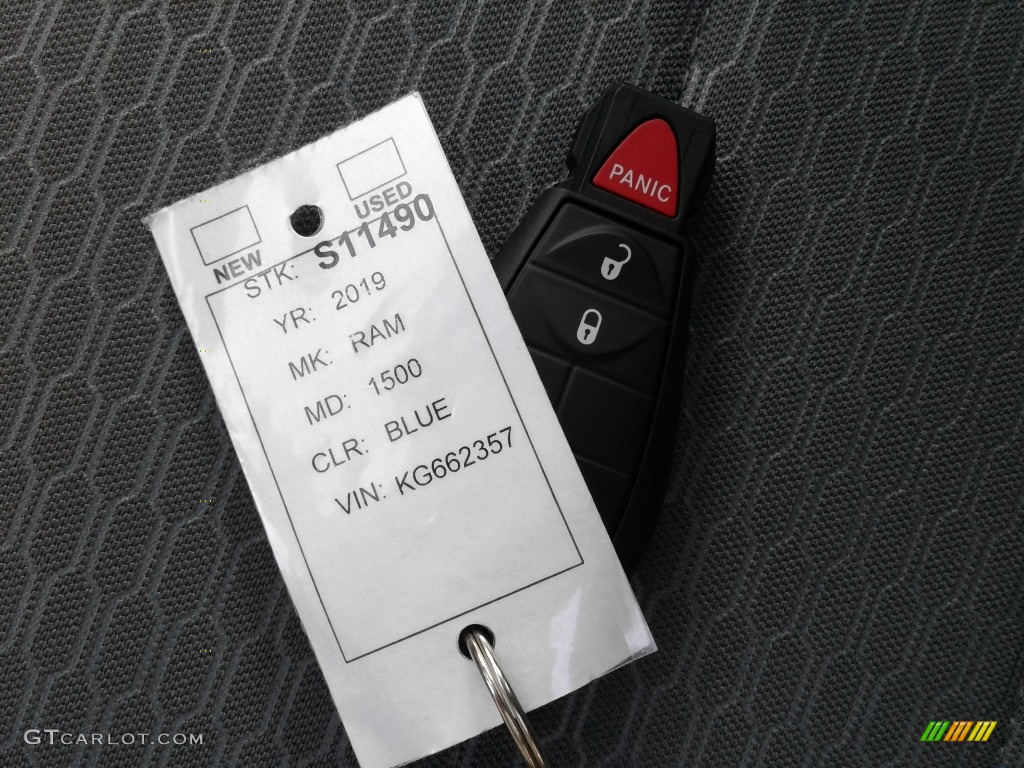 NEW
USED
STK: S11490
YR: 2019
MK: RAM
MD: 1500
CLR: BLUE
VIN: KG662357
PANIC
GTCARLOT.COM